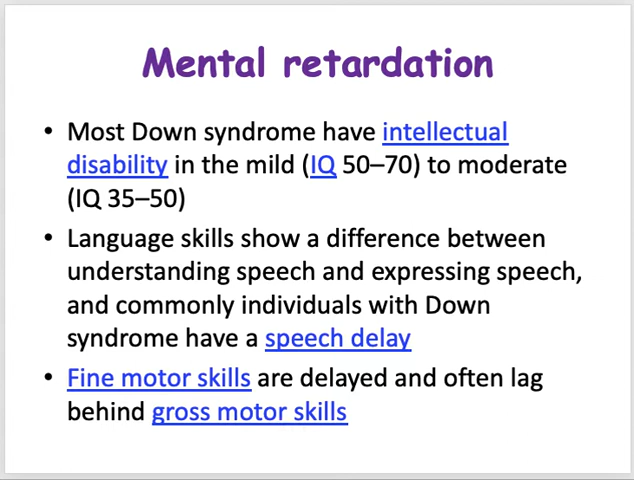 Mental retardation
• Most Down syndrome have intellectual
disability in the mild (IQ 50–70) to moderate
(IQ 35–50)
• Language skills show a difference between
understanding speech and expressing speech,
and commonly individuals with Down
syndrome have a speech delay
• Fine motor skills are delayed and often lag
behind gross motor skills